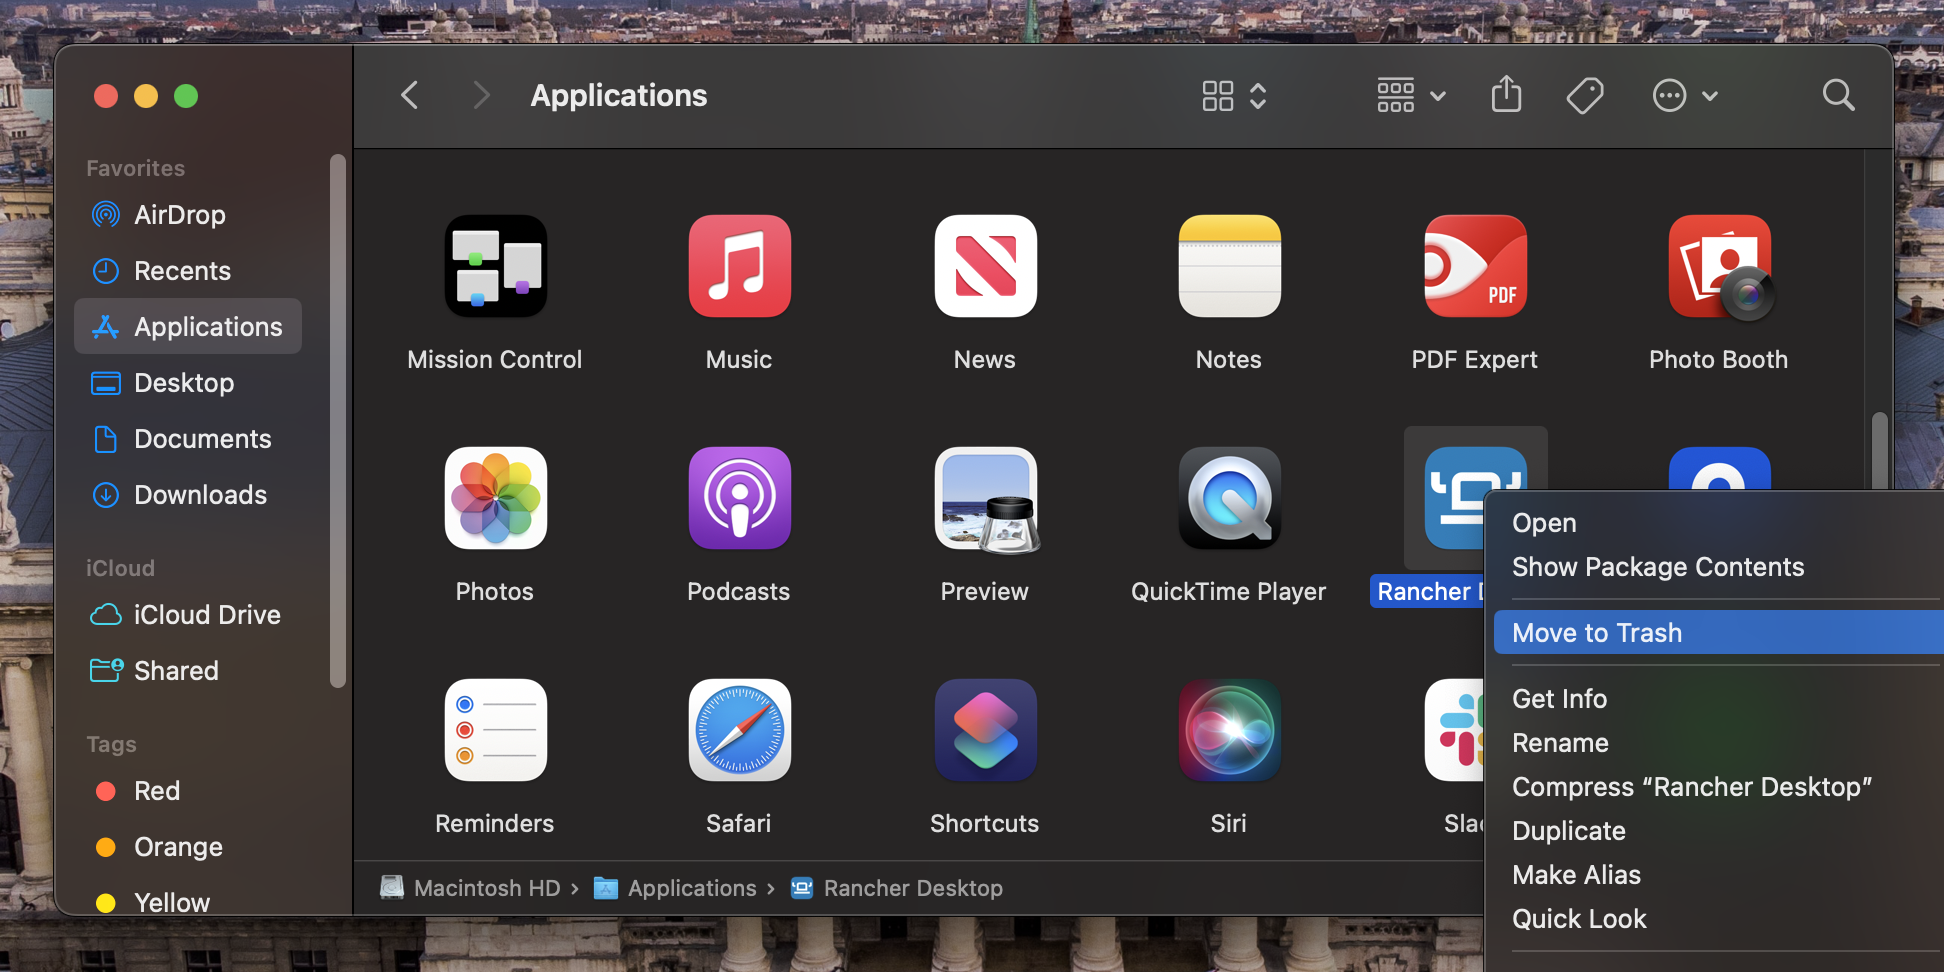 Applications
Favorites
AirDrop
Recents
Applications
Desktop
Documents
Downloads
iCloud
iCloud Drive
Shared
Tags
Red
Orange
Yellow
Mission Control
Music
News
Notes
PDF
PDF Expert
Photo Booth
Photos
Podcasts
Preview
QuickTime Player
Rancher
Reminders
Safari
Shortcuts
Siri
Open
Show Package Contents
Move to Trash
Get Info
Rename
Compress “Rancher Desktop”
Duplicate
Make Alias
Quick Look
Macintosh HD › Applications › Rancher Desktop